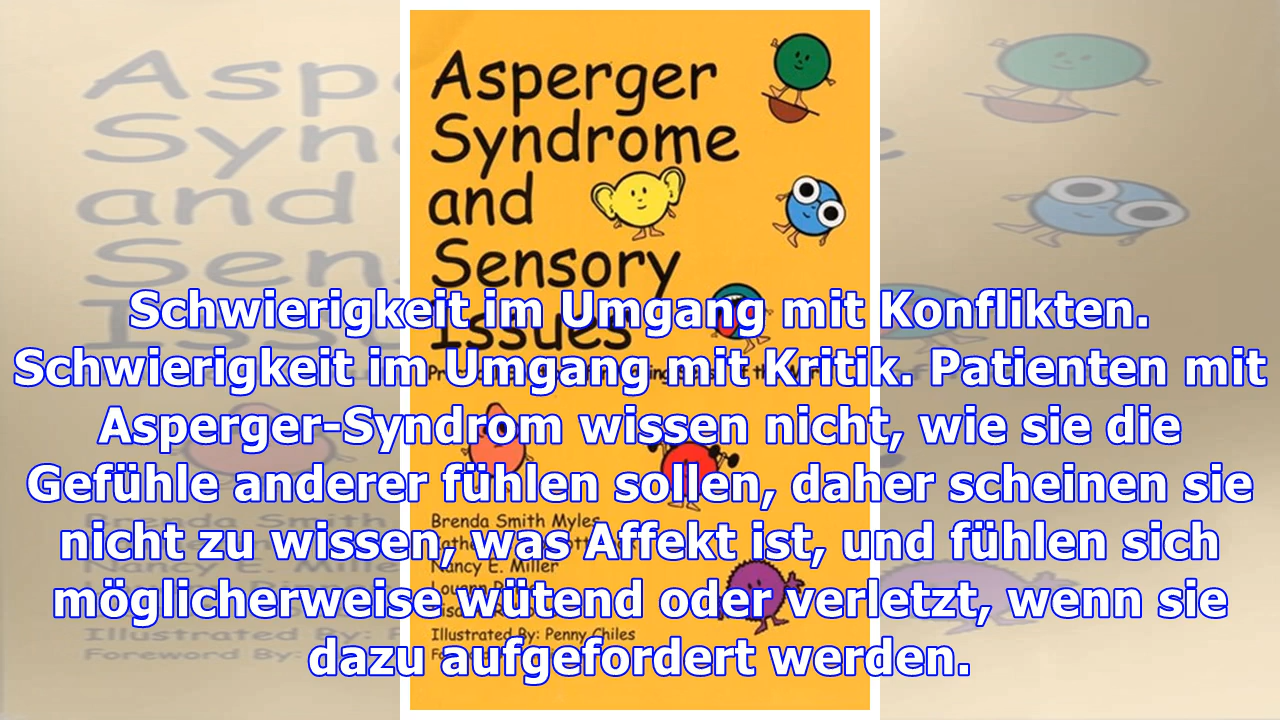 Asperger
Syndrome
and
Sensory
Issues
Schwierigkeit im Umgang mit Konflikten.
Schwierigkeit im Umgang mit Kritik. Patienten mit
Asperger-Syndrom wissen nicht, wie sie die
Gefühle anderer fühlen sollen, daher scheinen sie
nicht zu wissen, was Affekt ist, und fühlen sich
möglicherweise wütend oder verletzt, wenn sie
dazu aufgefordert werden.
Brenda Smith Myles
Nancy E. Miller
Illustrated By: Penny Chiles